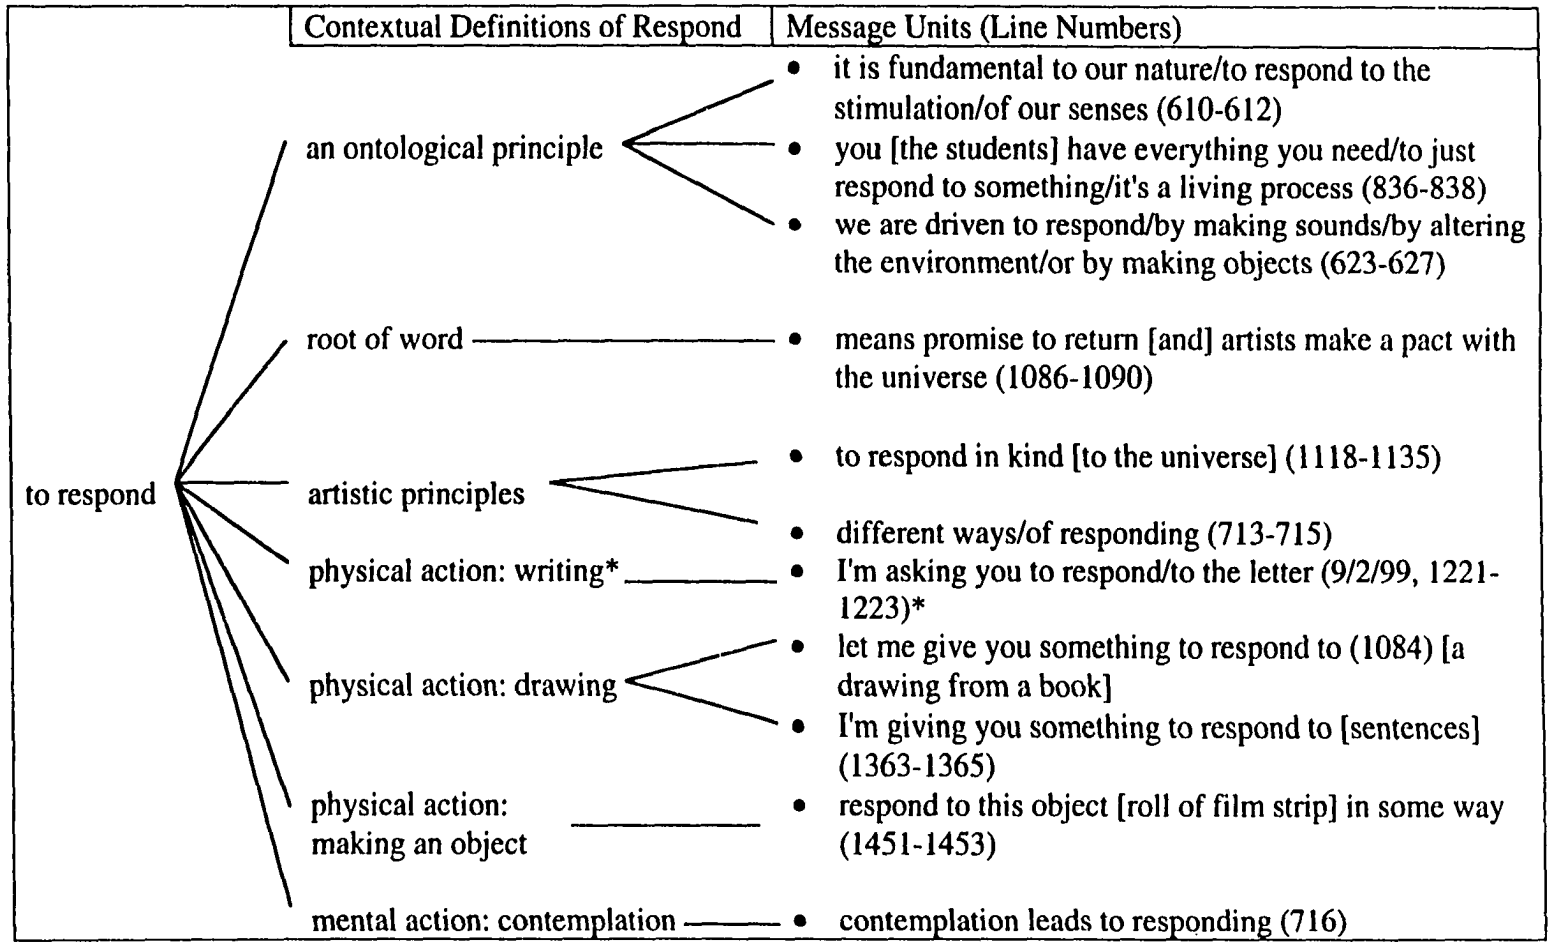 Contextual Definitions of Respond
Message Units (Line Numbers)
• it is fundamental to our nature/to respond to the
stimulation/of our senses (610-612)
an ontological principle
• you [the students] have everything you need/to just
respond to something/it's a living process (836-838)
• we are driven to respond/by making sounds/by altering
the environment/or by making objects (623-627)
root of word
• means promise to return [and] artists make a pact with
the universe (1086-1090)
to respond
artistic principles
• to respond in kind [to the universe] (1118-1135)
• different ways/of responding (713-715)
physical action: writing*
• I'm asking you to respond/to the letter (9/2/99, 1221-
1223)*
physical action: drawing
• let me give you something to respond to (1084) [a
drawing from a book]
• I'm giving you something to respond to [sentences]
(1363-1365)
physical action:
making an object
• respond to this object [roll of film strip] in some way
(1451-1453)
mental action: contemplation
• contemplation leads to responding (716)